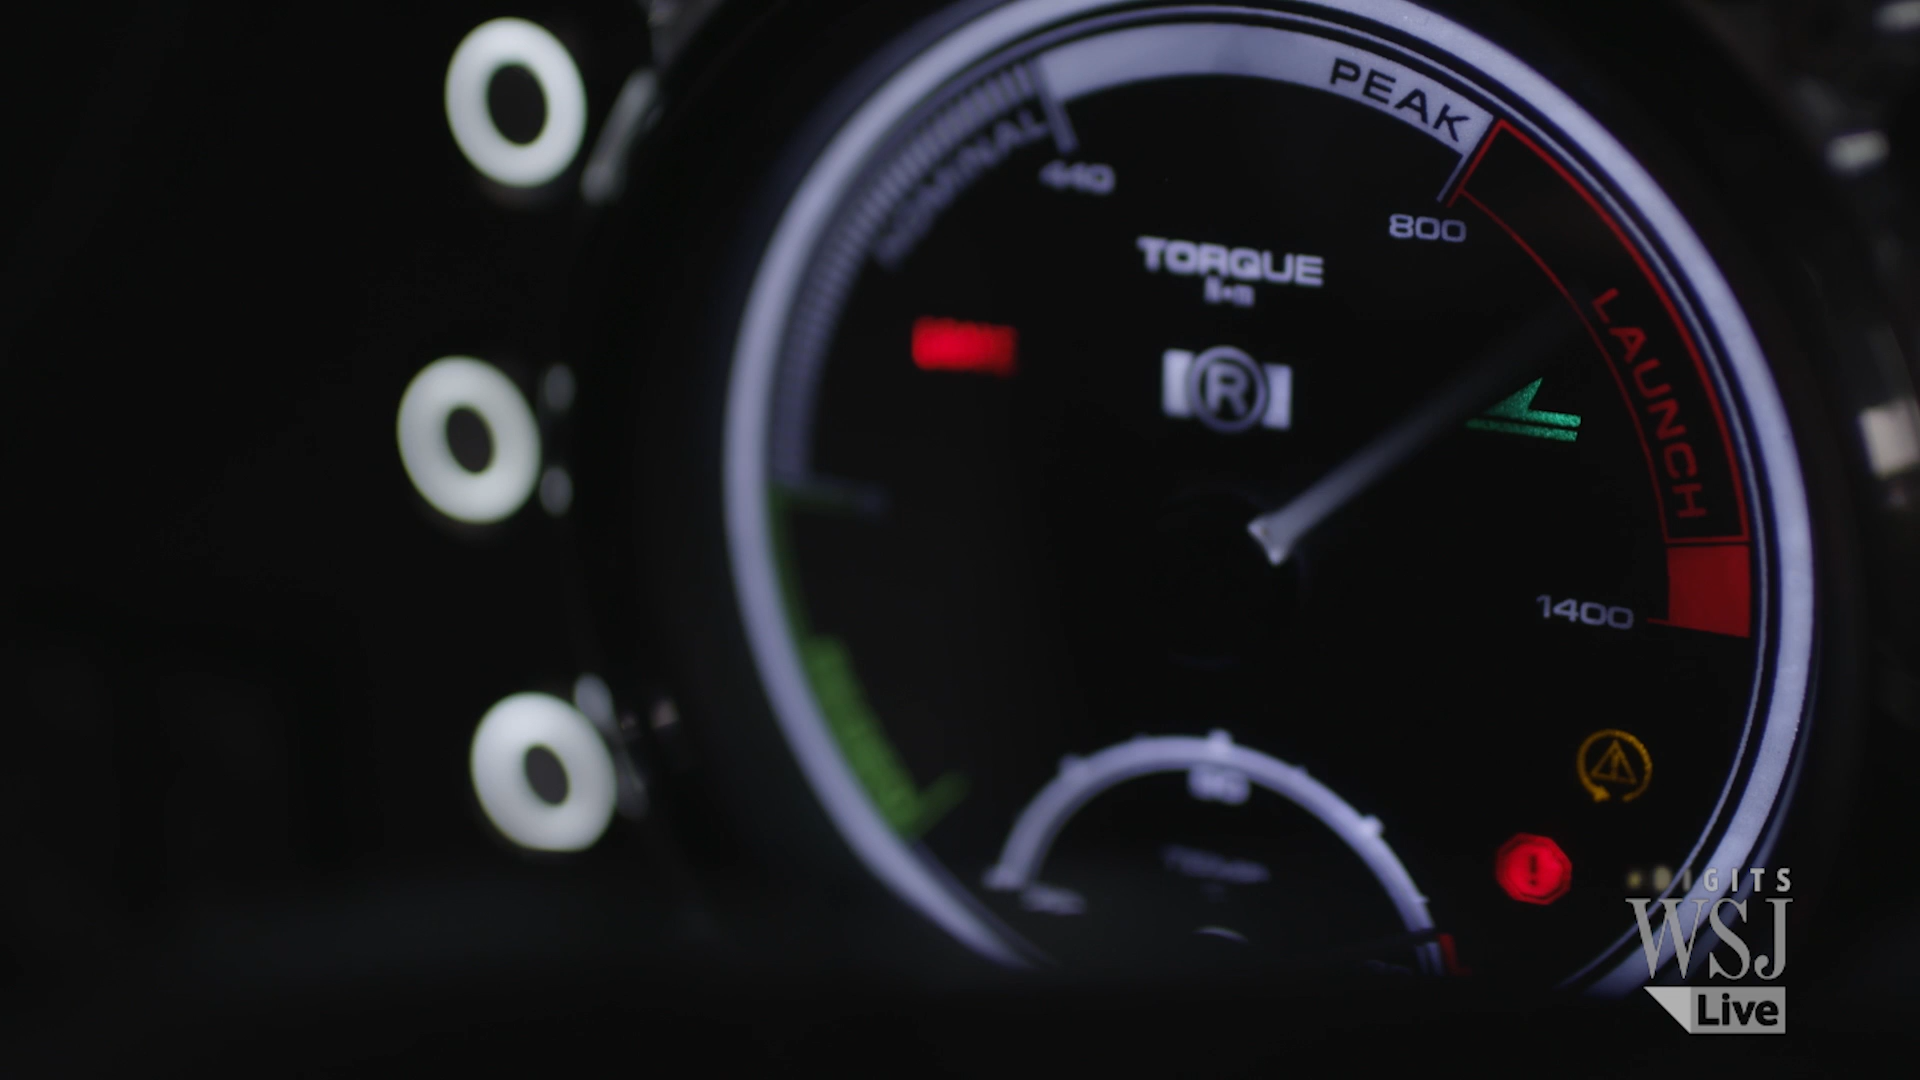 PEAK
NOMINAL
440
800
TORQUE
R
LAUNCH
1400
!
DIGITS
WSJ
Live